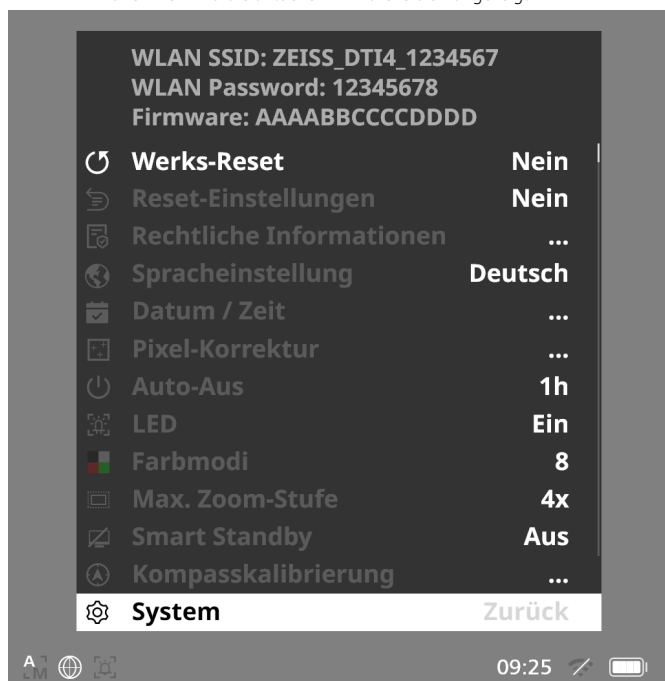 WLAN SSID: ZEISS_DTI4_1234567
WLAN Password: 12345678
Firmware: AAAABBCCCCDDDD
Werks-Reset Nein
Reset-Einstellungen Nein
Rechtliche Informationen ...
Spracheinstellung Deutsch
Datum / Zeit ...
Pixel-Korrektur ...
Auto-Aus 1h
LED Ein
Farbmodi 8
Max. Zoom-Stufe 4x
Smart Standby Aus
Kompasskalibrierung ...
System Zurück
A M 09:25